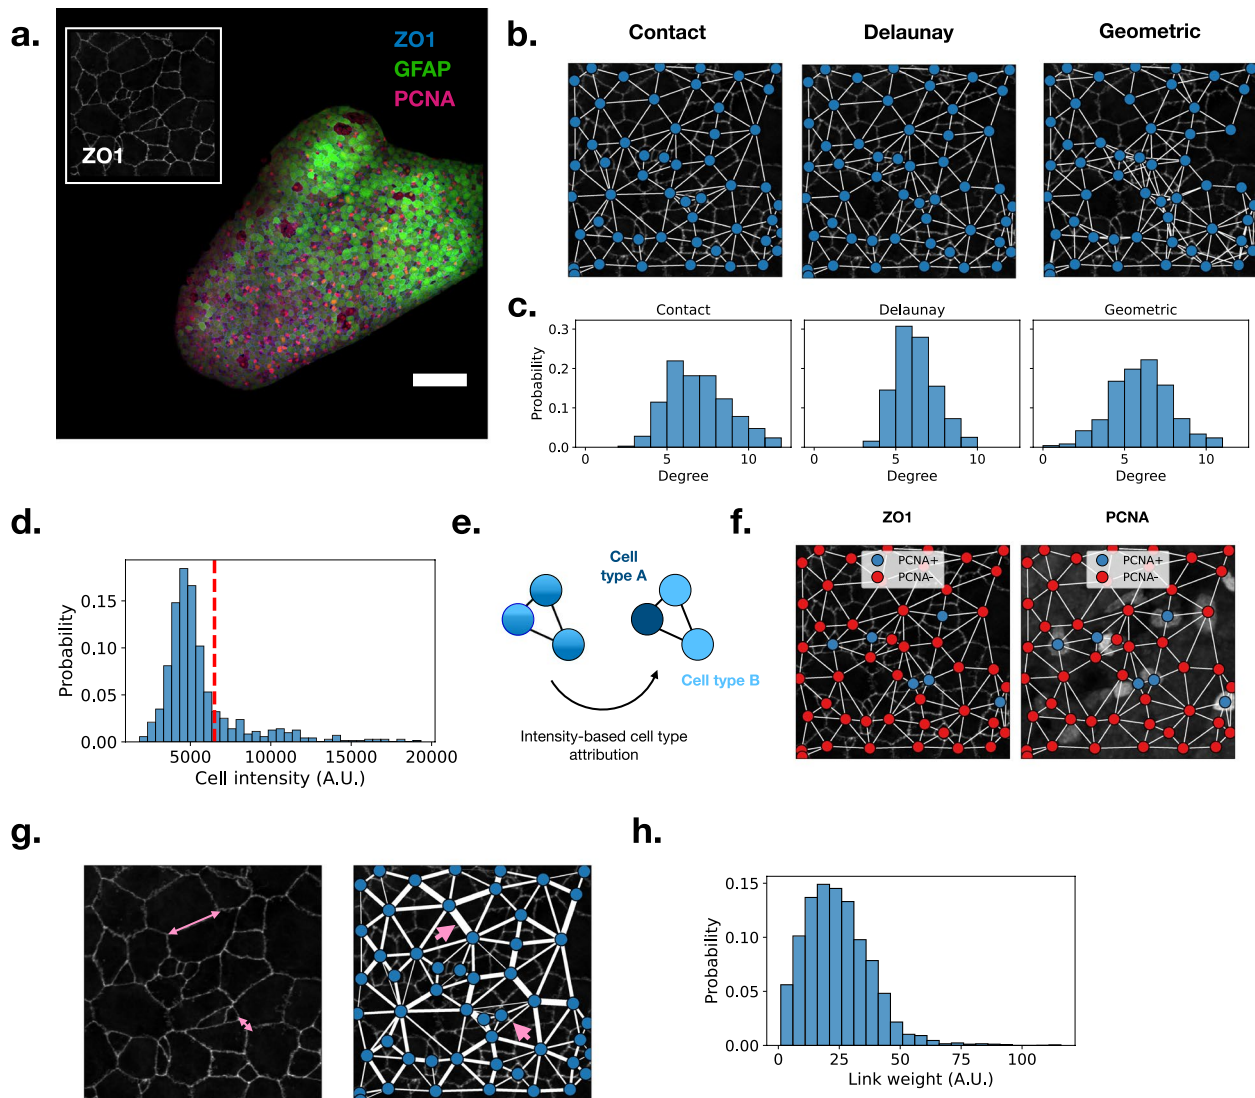 a.
ZO1
GFAP
PCNA
ZO1
b.
Contact
Delaunay
Geometric
c.
Contact
Delaunay
Geometric
Probability
0.3
0.2
0.1
0.0
0
5
10
0
5
10
0
5
10
Degree
Degree
Degree
d.
Probability
0.15
0.10
0.05
0.00
5000
10000
15000
20000
Cell intensity (A.U.)
e.
Cell
type A
Cell type B
Intensity-based cell type
attribution
f.
ZO1
PCNA
PCNA+
PCNA-
PCNA+
PCNA-
g.
h.
Probability
0.15
0.10
0.05
0.00
0
25
50
75
100
Link weight (A.U.)